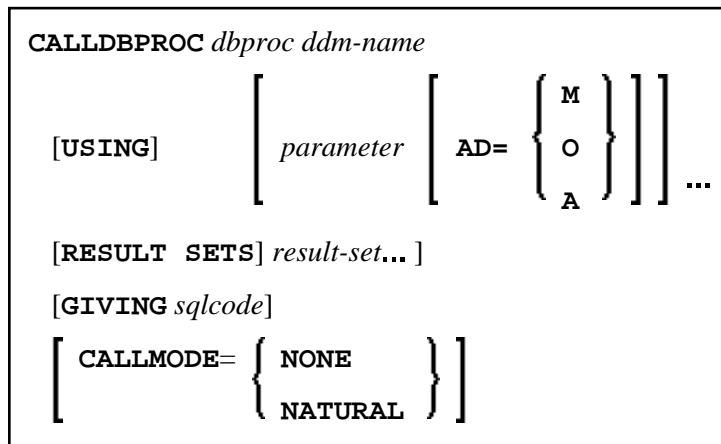 CALLDBPROC dbproc ddm-name
[USING] [ parameter [ AD= { M
O
A } ] ] ...
[RESULT SETS] result-set... ]
[GIVING sqlcode]
[ CALLMODE= { NONE
NATURAL } ]